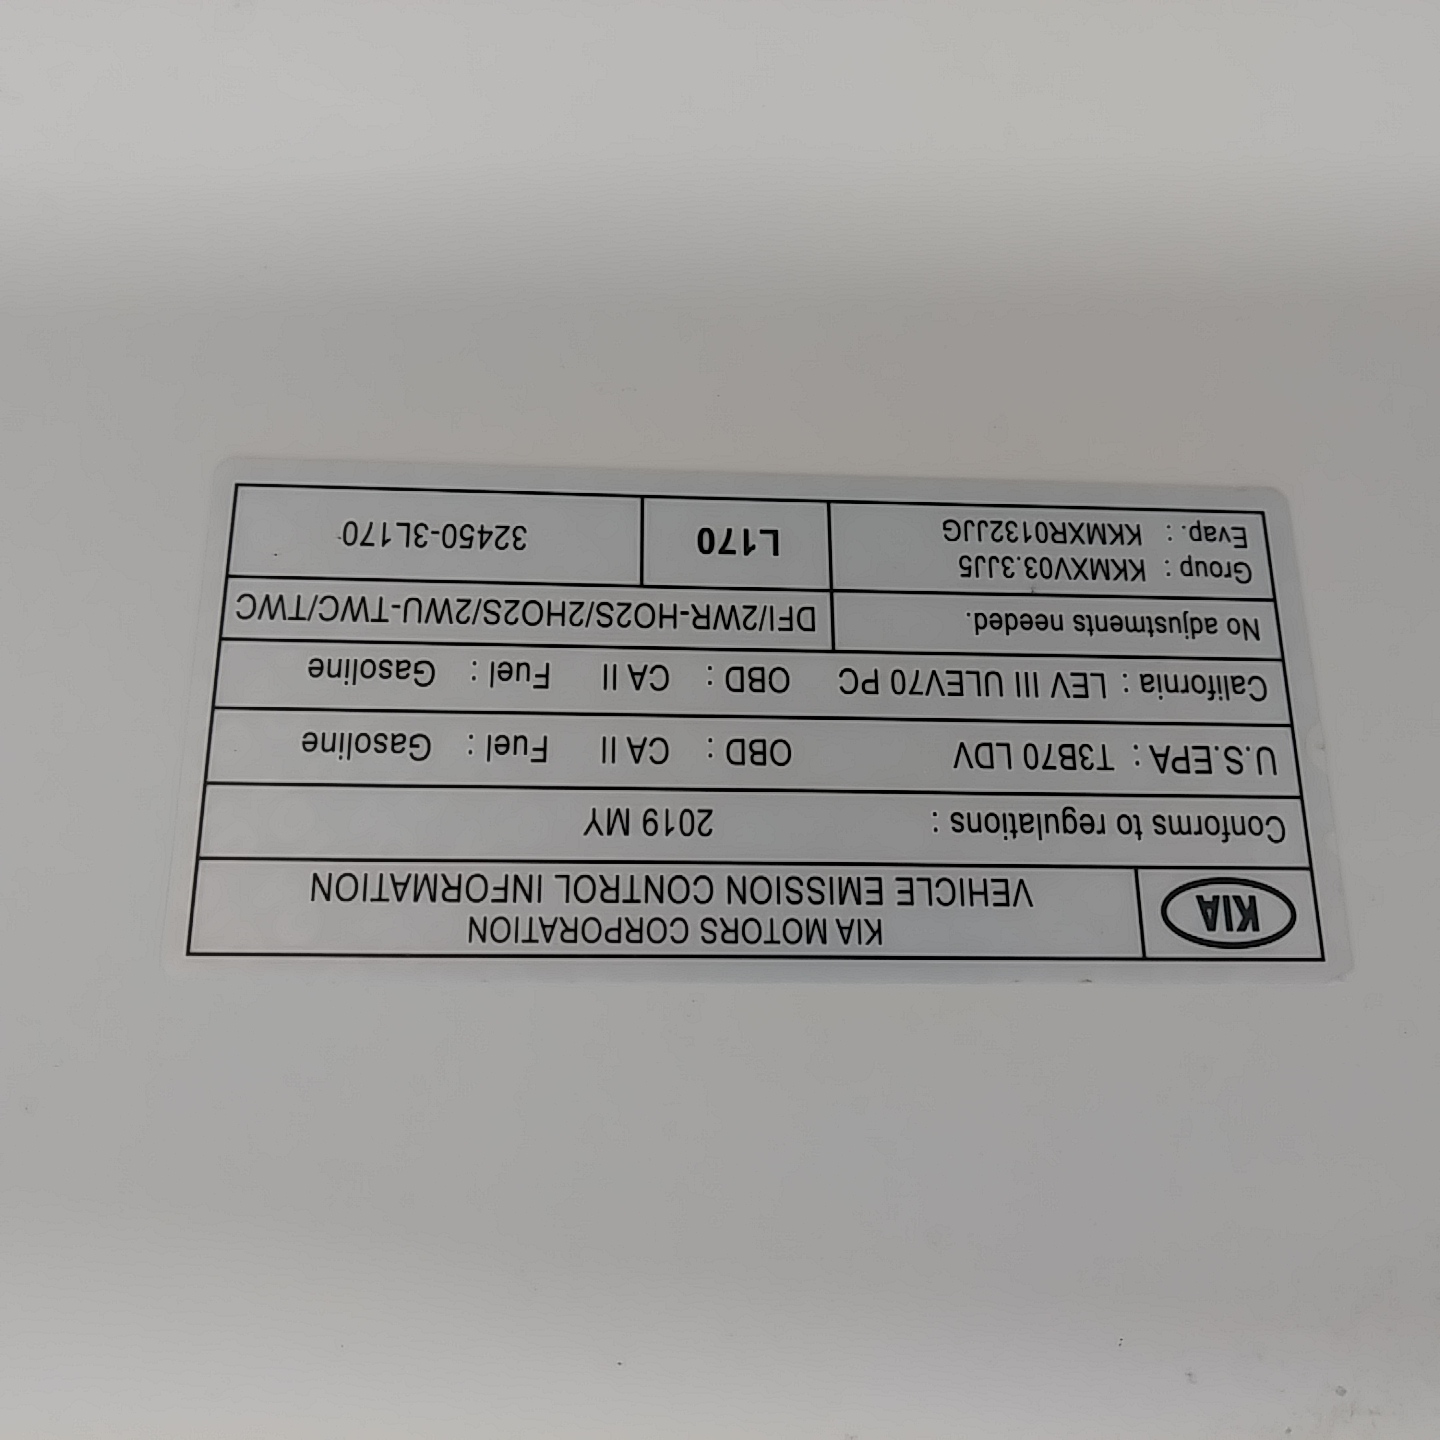 KIA
KIA MOTORS CORPORATION
VEHICLE EMISSION CONTROL INFORMATION
Conforms to regulations : 2019 MY
U.S.EPA : T3B70 LDV OBD : CA II Fuel : Gasoline
California : LEV III ULEV70 PC OBD : CA II Fuel : Gasoline
No adjustments needed. DFI/2WR-HO2S/2HO2S/2WU-TWC/TWC
Group : KKMXV03.3JJ5
Evap. : KKMXR0132JJG
L170
32450-3L170